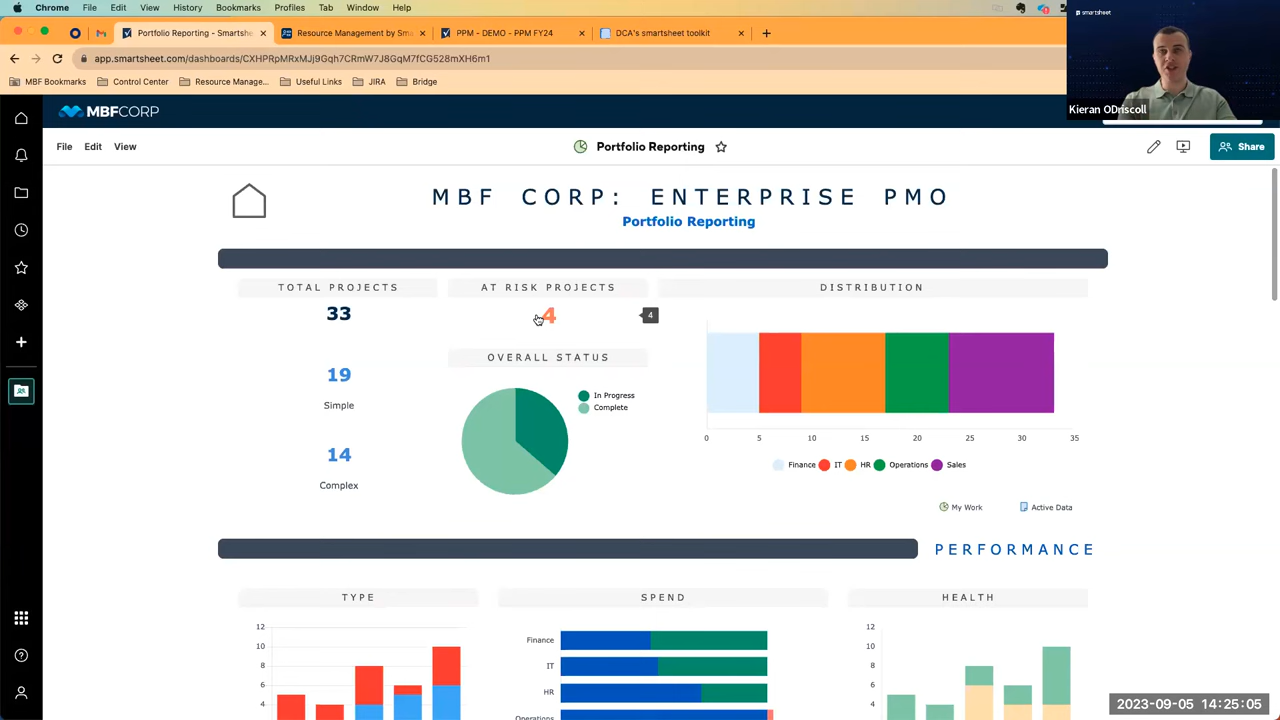 Chrome File Edit View History Bookmarks Profiles Tab Window Help
Portfolio Reporting - Smartshe
Resource Management by Sm
PPM - DEMO - PPM FY24
DCA's smartsheet toolkit
app.smartsheet.com/dashboards/CXHPRpMRxMJj9Gqh7CRmW7J8GqM7fCG528mXH6m1
MBF Bookmarks Control Center Resource Manage... Useful Links JIRA Bridge
smartsheet
Kieran ODriscoll
MBFCORP
File Edit View
Portfolio Reporting
Share
MBF CORP: ENTERPRISE PMO
Portfolio Reporting
TOTAL PROJECTS
33
19
Simple
14
Complex
AT RISK PROJECTS
4
4
OVERALL STATUS
In Progress
Complete
DISTRIBUTION
0 5 10 15 20 25 30 35
Finance IT HR Operations Sales
My Work Active Data
PERFORMANCE
TYPE
12
10
8
6
4
SPEND
Finance
IT
HR
Operations
HEALTH
12
10
8
6
4
2023-09-05 14:25:05